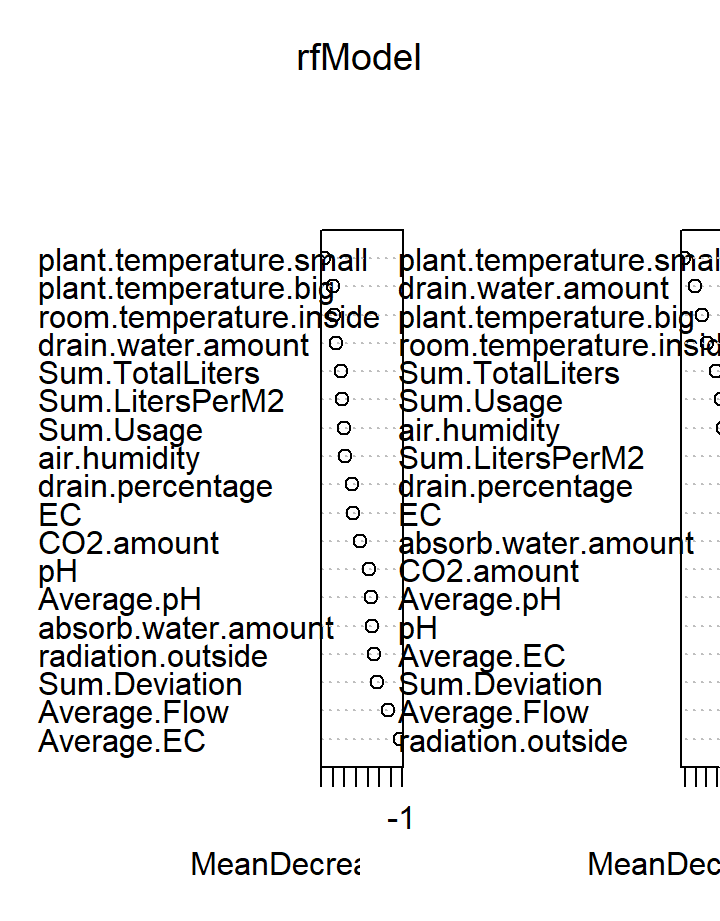 rfModel
plant.temperature.small
plant.temperature.big
room.temperature.inside
drain.water.amount
Sum.TotalLiters
Sum.LitersPerM2
Sum.Usage
air.humidity
drain.percentage
EC
CO2.amount
pH
Average.pH
absorb.water.amount
radiation.outside
Sum.Deviation
Average.Flow
Average.EC
-1
MeanDecrea
plant.temperature.smal
drain.water.amount
plant.temperature.big
room.temperature.insid
Sum.TotalLiters
Sum.Usage
air.humidity
Sum.LitersPerM2
drain.percentage
EC
absorb.water.amount
CO2.amount
Average.pH
pH
Average.EC
Sum.Deviation
Average.Flow
radiation.outside
MeanDec